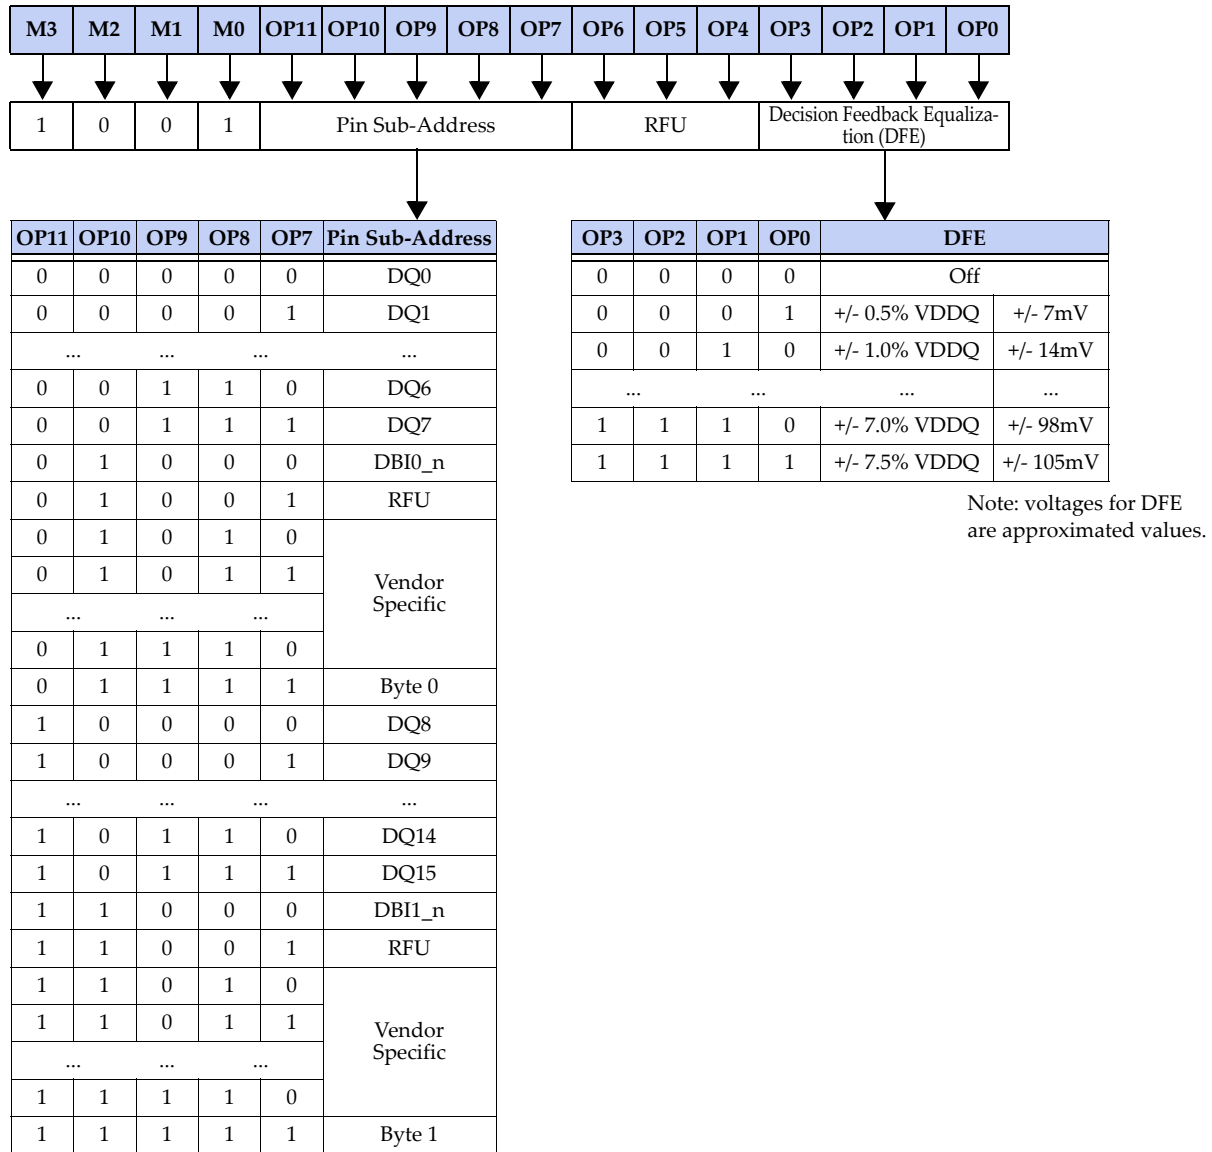 M3 M2 M1 M0 OP11 OP10 OP9 OP8 OP7 OP6 OP5 OP4 OP3 OP2 OP1 OP0
1 0 0 1 Pin Sub-Address RFU Decision Feedback Equaliza-
tion (DFE)
OP11 OP10 OP9 OP8 OP7 Pin Sub-Address
0 0 0 0 0 DQ0
0 0 0 0 1 DQ1
... ... ... ...
0 0 1 1 0 DQ6
0 0 1 1 1 DQ7
0 1 0 0 0 DBI0_n
0 1 0 0 1 RFU
0 1 0 1 0
0 1 0 1 1
Vendor
Specific
... ... ...
0 1 1 1 0
0 1 1 1 1 Byte 0
1 0 0 0 0 DQ8
1 0 0 0 1 DQ9
... ... ... ...
1 0 1 1 0 DQ14
1 0 1 1 1 DQ15
1 1 0 0 0 DBI1_n
1 1 0 0 1 RFU
1 1 0 1 0
1 1 0 1 1
Vendor
Specific
... ... ...
1 1 1 1 0
1 1 1 1 1 Byte 1
OP3 OP2 OP1 OP0 DFE
0 0 0 0 Off
0 0 0 1 +/- 0.5% VDDQ +/- 7mV
0 0 1 0 +/- 1.0% VDDQ +/- 14mV
... ... ... ...
1 1 1 0 +/- 7.0% VDDQ +/- 98mV
1 1 1 1 +/- 7.5% VDDQ +/- 105mV
Note: voltages for DFE
are approximated values.